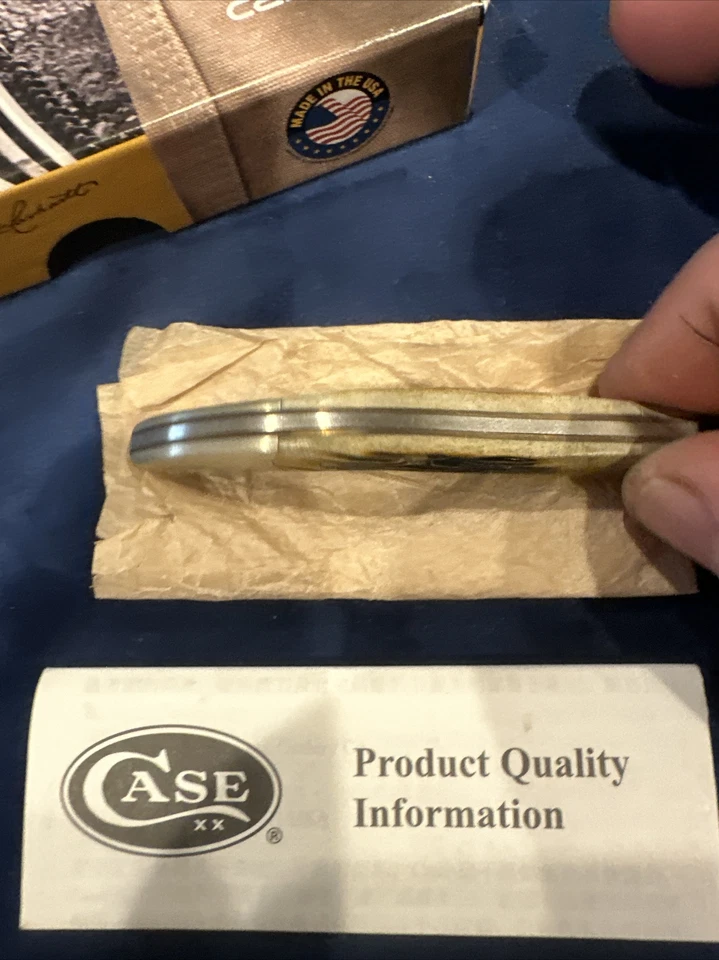 MADE IN THE USA
CASE
XX
®
Product Quality
Information